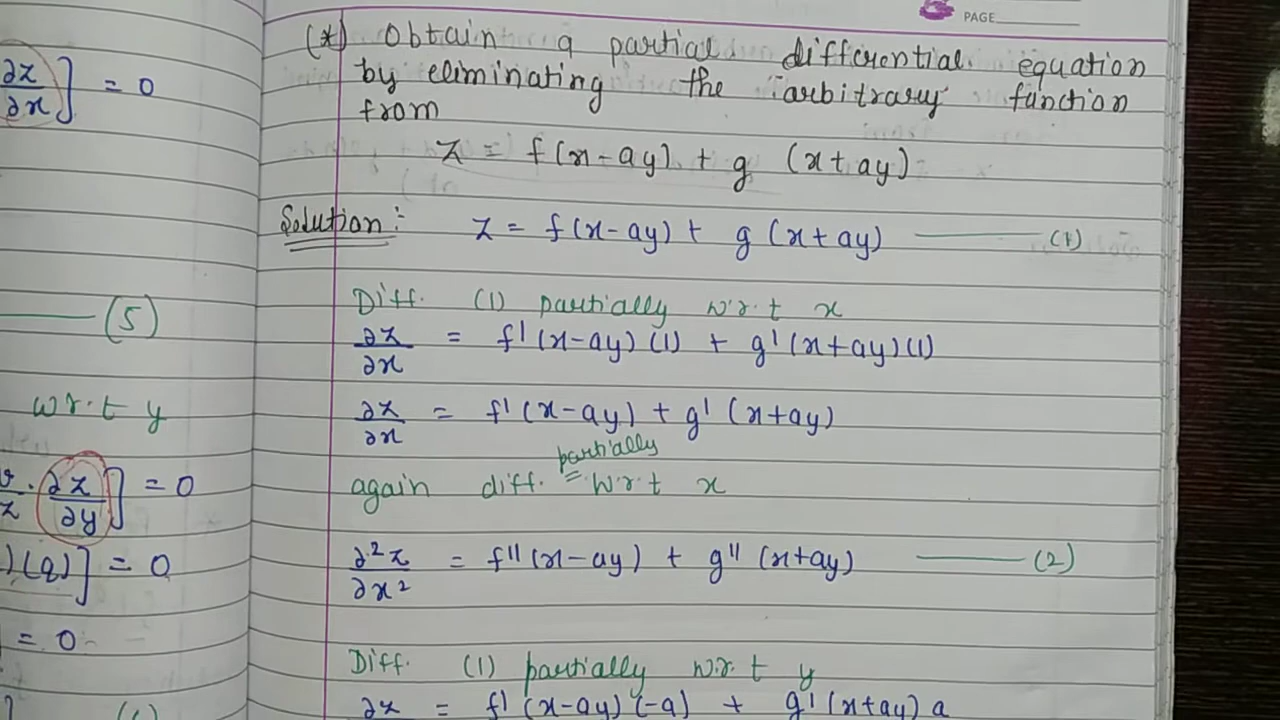 PAGE
(*) Obtain a partial differential equation
by eliminating the arbitrary function
from
z = f(x-ay) + g (x+ay)
Solution:- z = f(x-ay) + g (x+ay) ——— (1)
Diff. (1) partially w.r.t x
∂z/∂x = f'(x-ay)(1) + g'(x+ay)(1)
∂z/∂x = f'(x-ay) + g'(x+ay)
partially
again diff. w.r.t x
∂²z/∂x² = f''(x-ay) + g''(x+ay) ——— (2)
Diff. (1) partially w.r.t y
∂z = f'(x-ay)(-a) + g'(x+ay)a
∂z/∂x] = 0
——— (5)
w.r.t y
. ∂z/∂y] = 0
)(q)] = 0
= 0